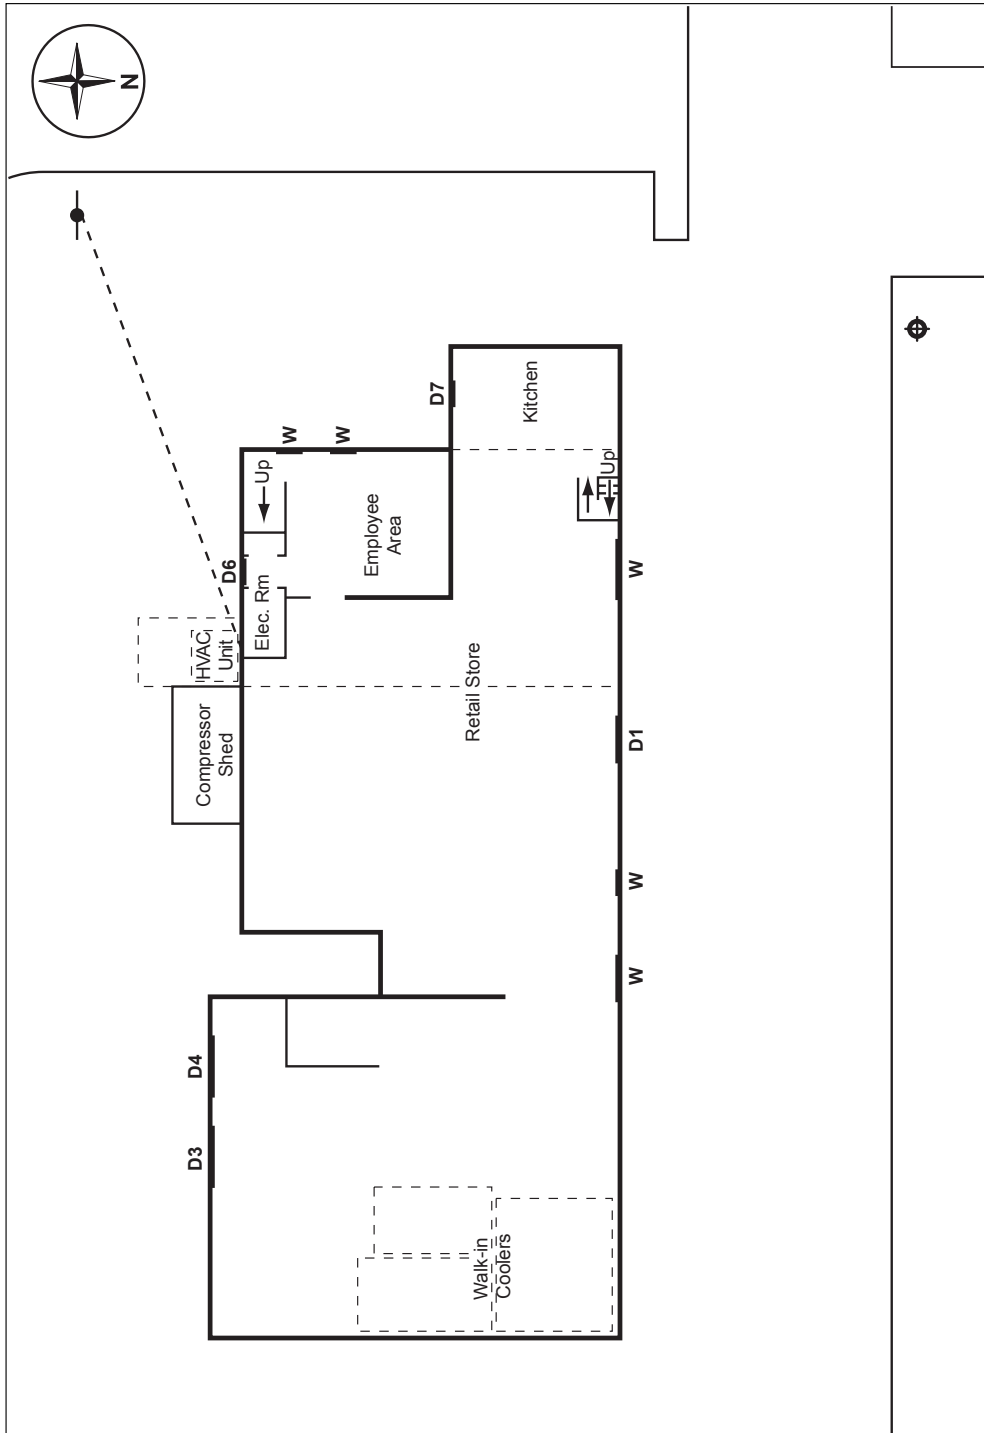 N
D7
Kitchen
W
W
Up
Up
Employee
Area
D6
Elec. Rm
W
HVAC
Unit
Retail Store
Compressor
Shed
D1
W
W
D4
D3
Walk-in
Coolers